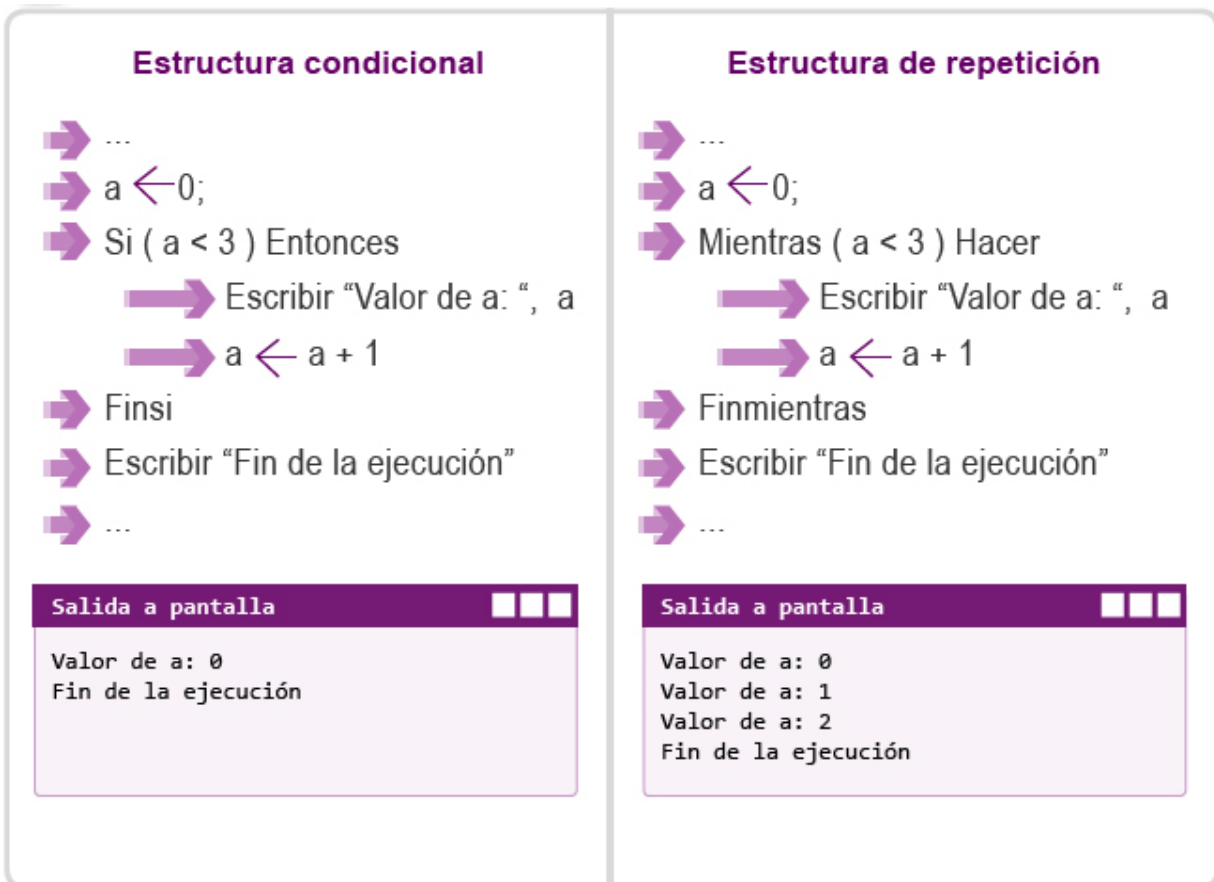 Estructura condicional
...
a ← 0;
Si ( a < 3 ) Entonces
Escribir “Valor de a: “, a
a ← a + 1
Finsi
Escribir “Fin de la ejecución”
...
Salida a pantalla
Valor de a: 0
Fin de la ejecución
Estructura de repetición
...
a ← 0;
Mientras ( a < 3 ) Hacer
Escribir “Valor de a: “, a
a ← a + 1
Finmientras
Escribir “Fin de la ejecución”
...
Salida a pantalla
Valor de a: 0
Valor de a: 1
Valor de a: 2
Fin de la ejecución